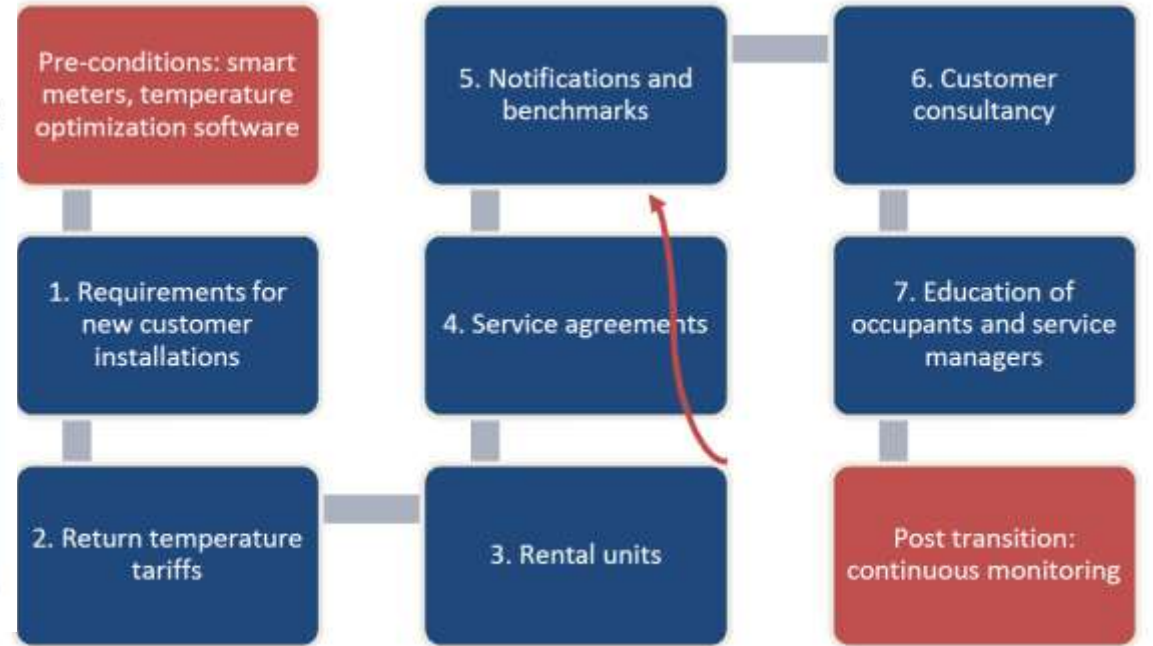 Pre-conditions: smart
meters, temperature
optimization software
1. Requirements for
new customer
installations
2. Return temperature
tariffs
3. Rental units
4. Service agreements
5. Notifications and
benchmarks
6. Customer
consultancy
7. Education of
occupants and service
managers
Post transition:
continuous monitoring